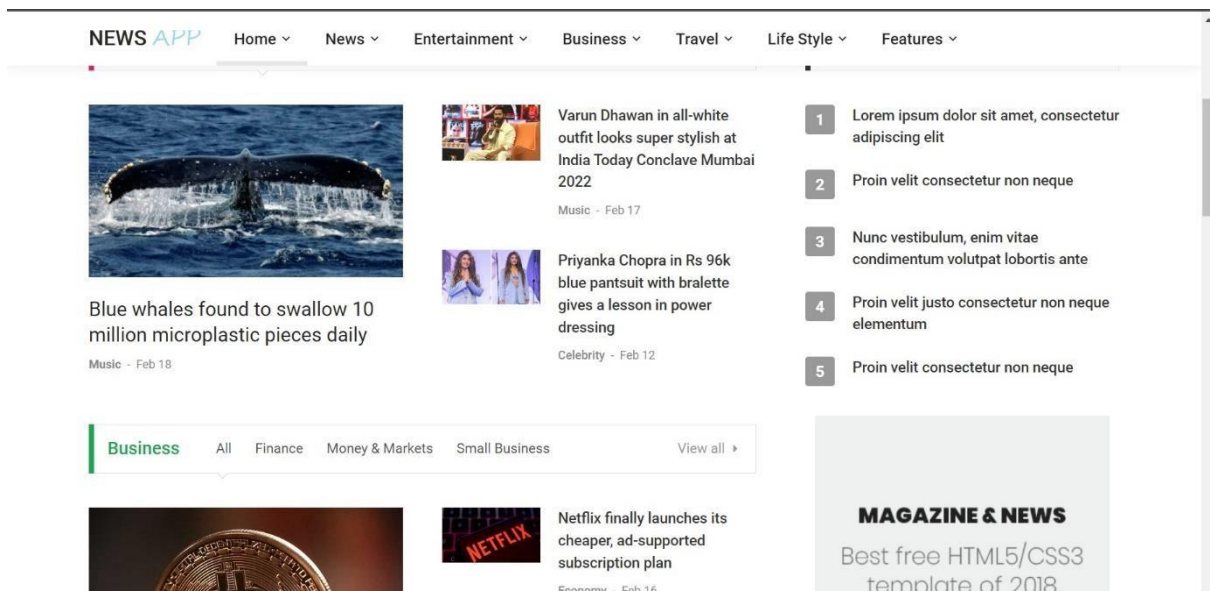 NEWS APP
Home
News
Entertainment
Business
Travel
Life Style
Features
Blue whales found to swallow 10
million microplastic pieces daily
Music - Feb 18
Varun Dhawan in all-white
outfit looks super stylish at
India Today Conclave Mumbai
2022
Music - Feb 17
Priyanka Chopra in Rs 96k
blue pantsuit with bralette
gives a lesson in power
dressing
Celebrity - Feb 12
1
Lorem ipsum dolor sit amet, consectetur
adipiscing elit
2
Proin velit consectetur non neque
3
Nunc vestibulum, enim vitae
condimentum volutpat lobortis ante
4
Proin velit justo consectetur non neque
elementum
5
Proin velit consectetur non neque
Business
All
Finance
Money & Markets
Small Business
View all
NETFLIX
Netflix finally launches its
cheaper, ad-supported
subscription plan
Economy - Feb 16
MAGAZINE & NEWS
Best free HTML5/CSS3
template of 2018